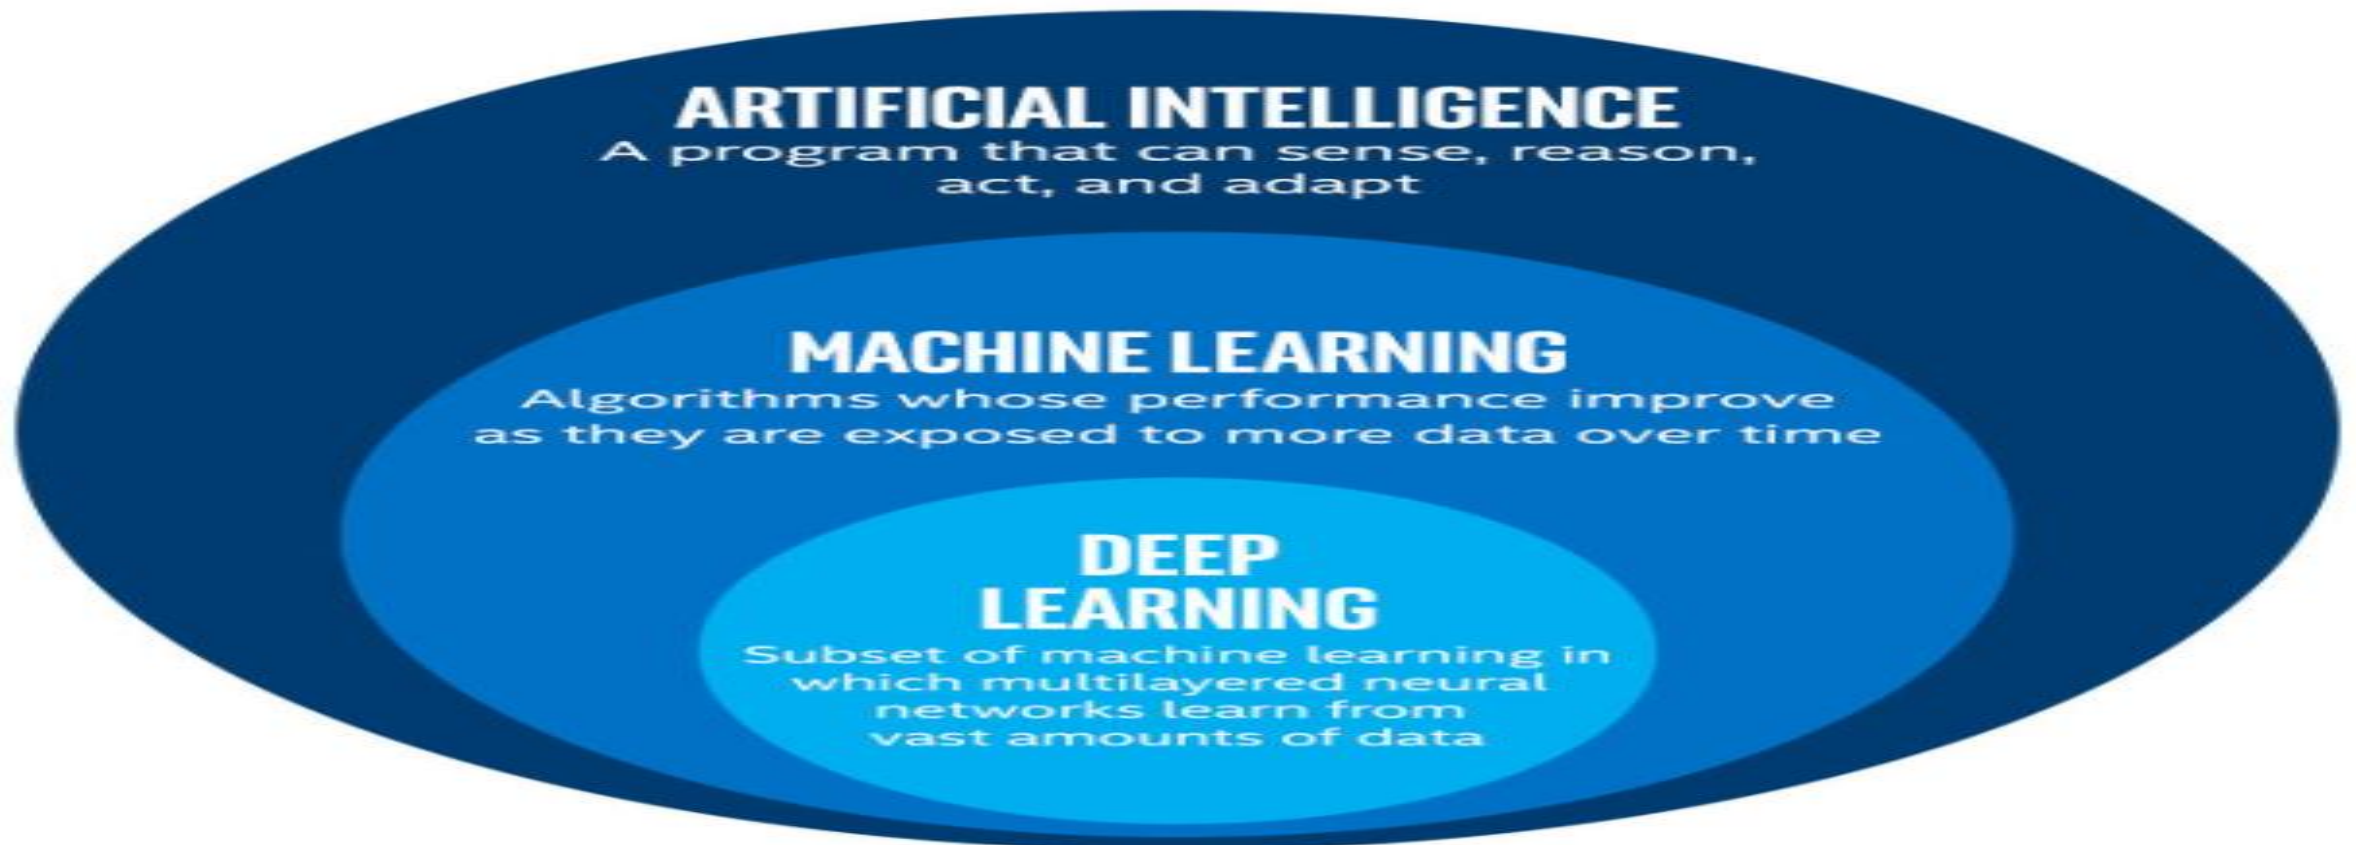 ARTIFICIAL INTELLIGENCE
A program that can sense, reason,
act, and adapt
MACHINE LEARNING
Algorithms whose performance improve
as they are exposed to more data over time
DEEP
LEARNING
Subset of machine learning in
which multilayered neural
networks learn from
vast amounts of data